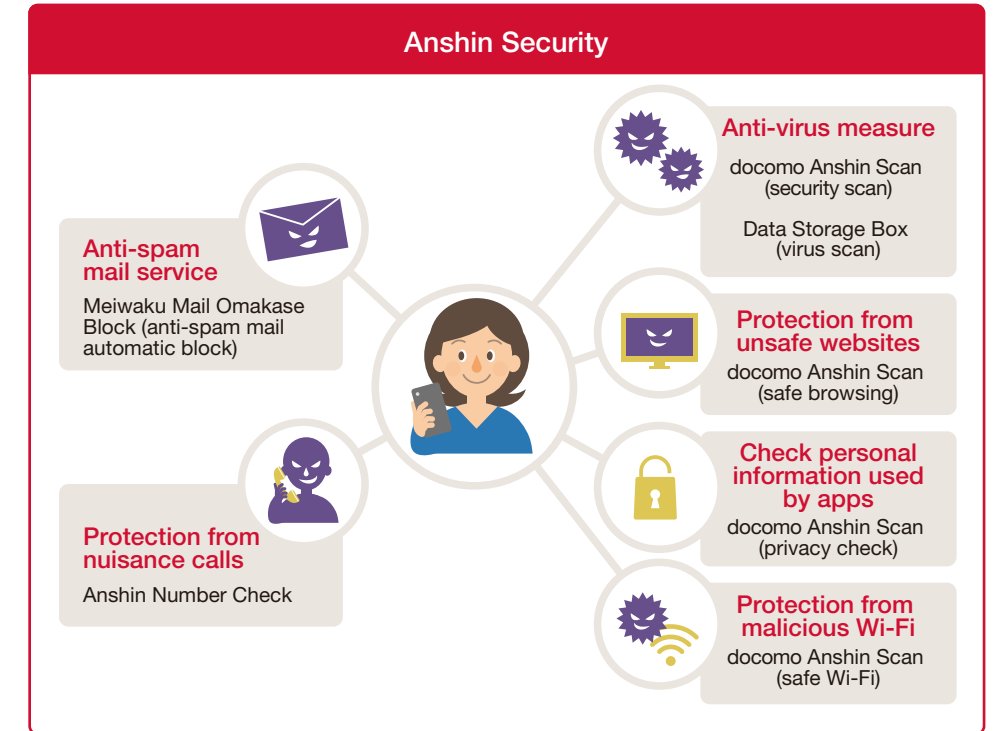 Anshin Security
Anti-spam
mail service
Meiwaku Mail Omakase
Block (anti-spam mail
automatic block)
Protection from
nuisance calls
Anshin Number Check
Anti-virus measure
docomo Anshin Scan
(security scan)
Data Storage Box
(virus scan)
Protection from
unsafe websites
docomo Anshin Scan
(safe browsing)
Check personal
information used
by apps
docomo Anshin Scan
(privacy check)
Protection from
malicious Wi-Fi
docomo Anshin Scan
(safe Wi-Fi)